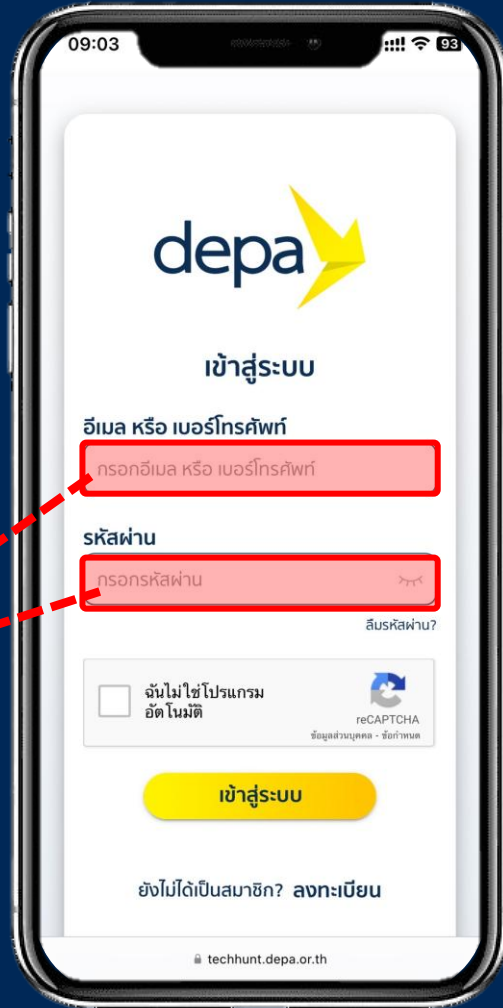 09:03
93
depa
เข้าสู่ระบบ
อีเมล หรือ เบอร์โทรศัพท์
กรอกอีเมล หรือ เบอร์โทรศัพท์
รหัสผ่าน
กรอกรหัสผ่าน
ลืมรหัสผ่าน?
ฉันไม่ใช่โปรแกรม
อัตโนมัติ
reCAPTCHA
ข้อมูลส่วนบุคคล - ข้อกำหนด
เข้าสู่ระบบ
ยังไม่ได้เป็นสมาชิก? ลงทะเบียน
techhunt.depa.or.th